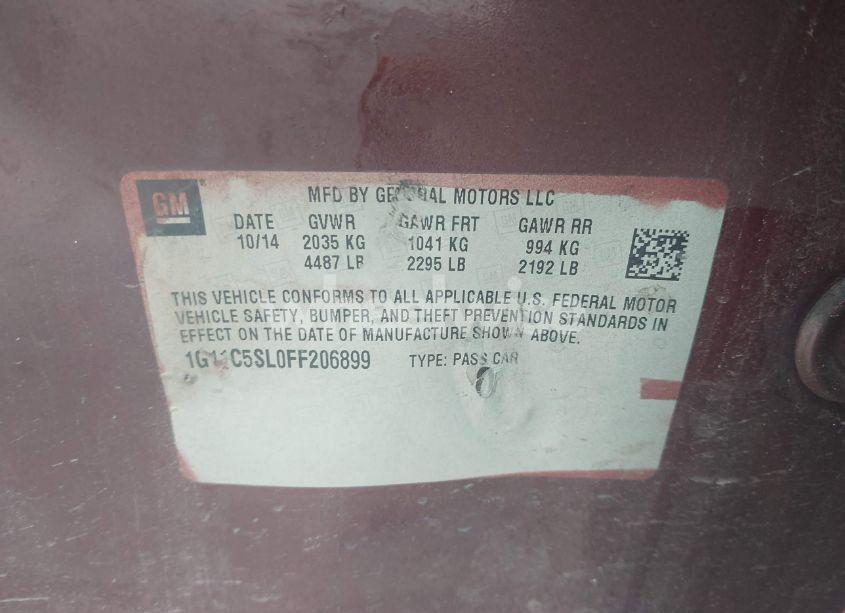 GM
MFD BY GENERAL MOTORS LLC
DATE GVWR GAWR FRT GAWR RR
10/14 2035 KG 1041 KG 994 KG
4487 LB 2295 LB 2192 LB
THIS VEHICLE CONFORMS TO ALL APPLICABLE U.S. FEDERAL MOTOR
VEHICLE SAFETY, BUMPER, AND THEFT PREVENTION STANDARDS IN
EFFECT ON THE DATE OF MANUFACTURE SHOWN ABOVE.
1G11C5SL0FF206899 TYPE: PASS CAR